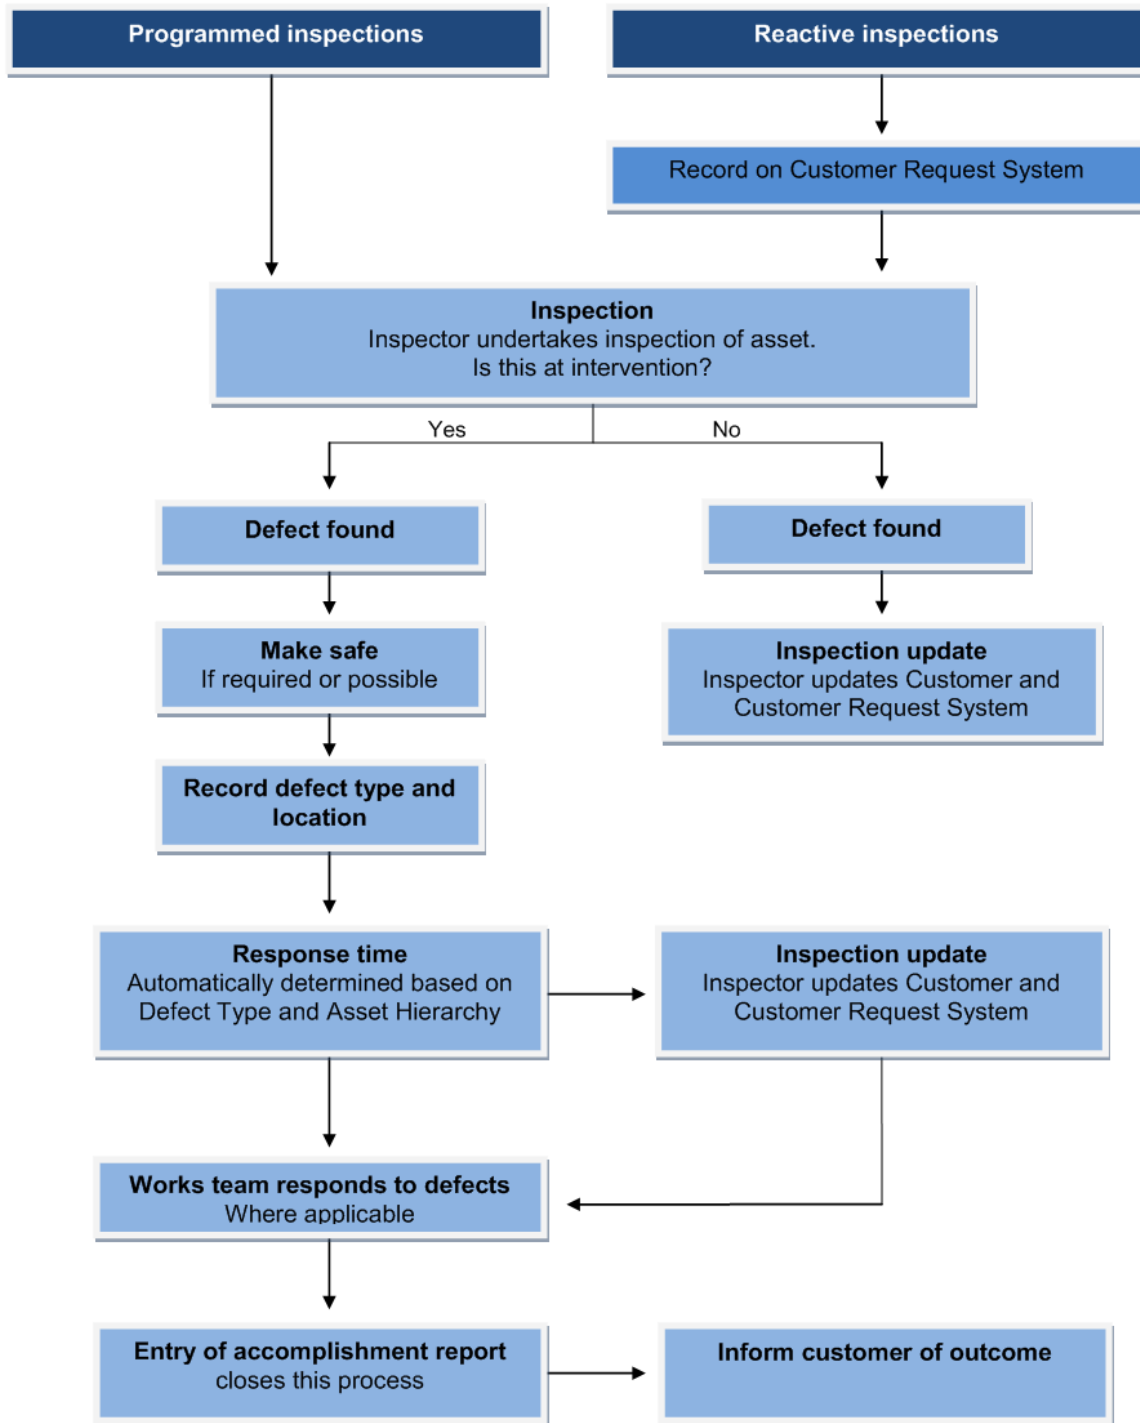 Programmed inspections
Reactive inspections
Record on Customer Request System
Inspection
Inspector undertakes inspection of asset.
Is this at intervention?
Yes
No
Defect found
Defect found
Make safe
If required or possible
Inspection update
Inspector updates Customer and
Customer Request System
Record defect type and
location
Response time
Automatically determined based on
Defect Type and Asset Hierarchy
Inspection update
Inspector updates Customer and
Customer Request System
Works team responds to defects
Where applicable
Entry of accomplishment report
closes this process
Inform customer of outcome